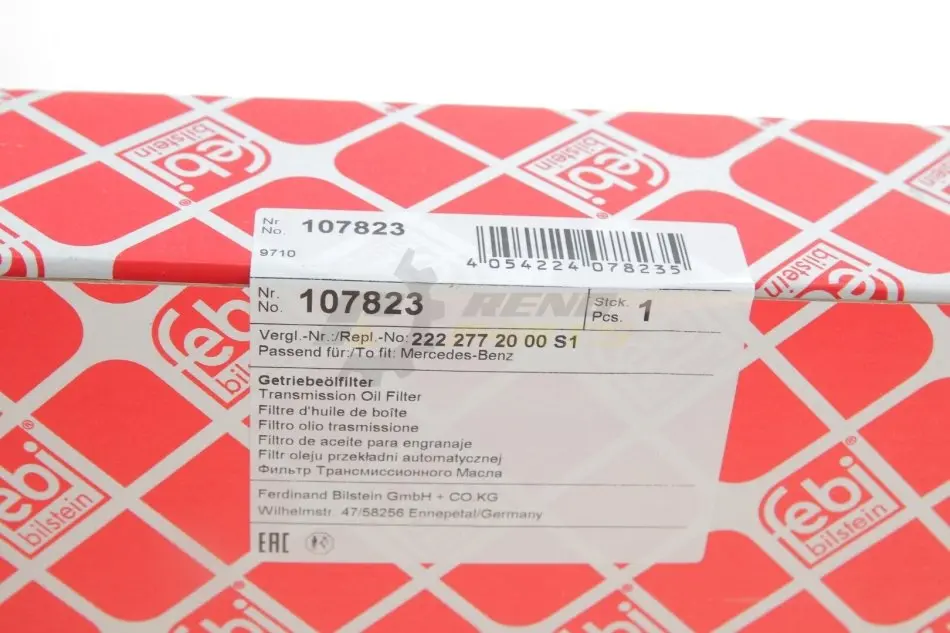 febi
bilstein
febi
bilstein
febi
bilstein
Nr.
No. 107823
9710
4 054224 078235
Nr.
No. 107823
Stck.
Pcs. 1
Vergl.-Nr.:/Repl.-No: 222 277 20 00 S1
Passend für:/To fit: Mercedes-Benz
Getriebeölfilter
Transmission Oil Filter
Filtre d'huile de boîte
Filtro olio trasmissione
Filtro de aceite para engranaje
Filtr oleju przekładni automatycznej
Фильтр Трансмиссионного Масла
Ferdinand Bilstein GmbH + CO.KG
Wilhelmstr. 47/58256 Ennepetal/Germany
EAC
febi
febi
bilstein
febi
bilstein
febi